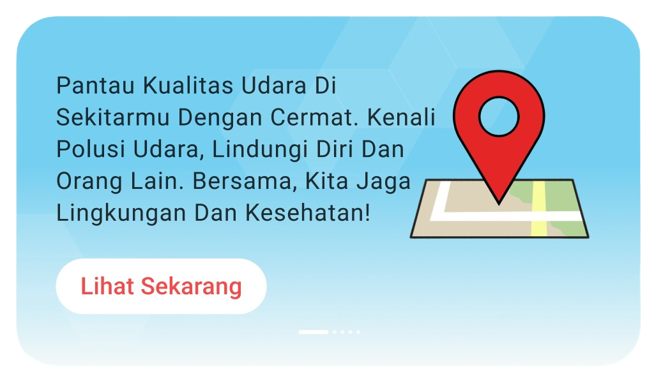 Pantau Kualitas Udara Di
Sekitarmu Dengan Cermat. Kenali
Polusi Udara, Lindungi Diri Dan
Orang Lain. Bersama, Kita Jaga
Lingkungan Dan Kesehatan!
Lihat Sekarang